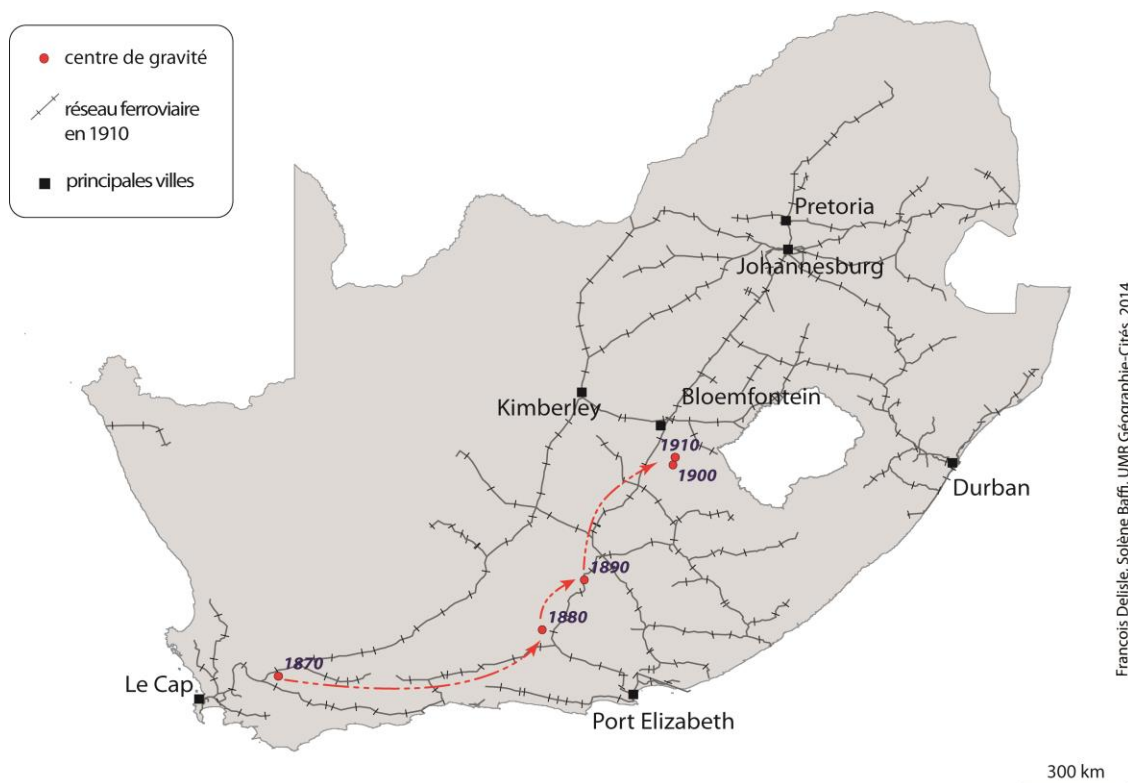 centre de gravité
réseau ferroviaire
en 1910
principales villes
Pretoria
Johannesburg
Kimberley
Bloemfontein
1910
1900
Durban
1890
1880
1870
Le Cap
Port Elizabeth
300 km
François Delisle, Solène Baffi, UMR Géographie-Cités, 2014